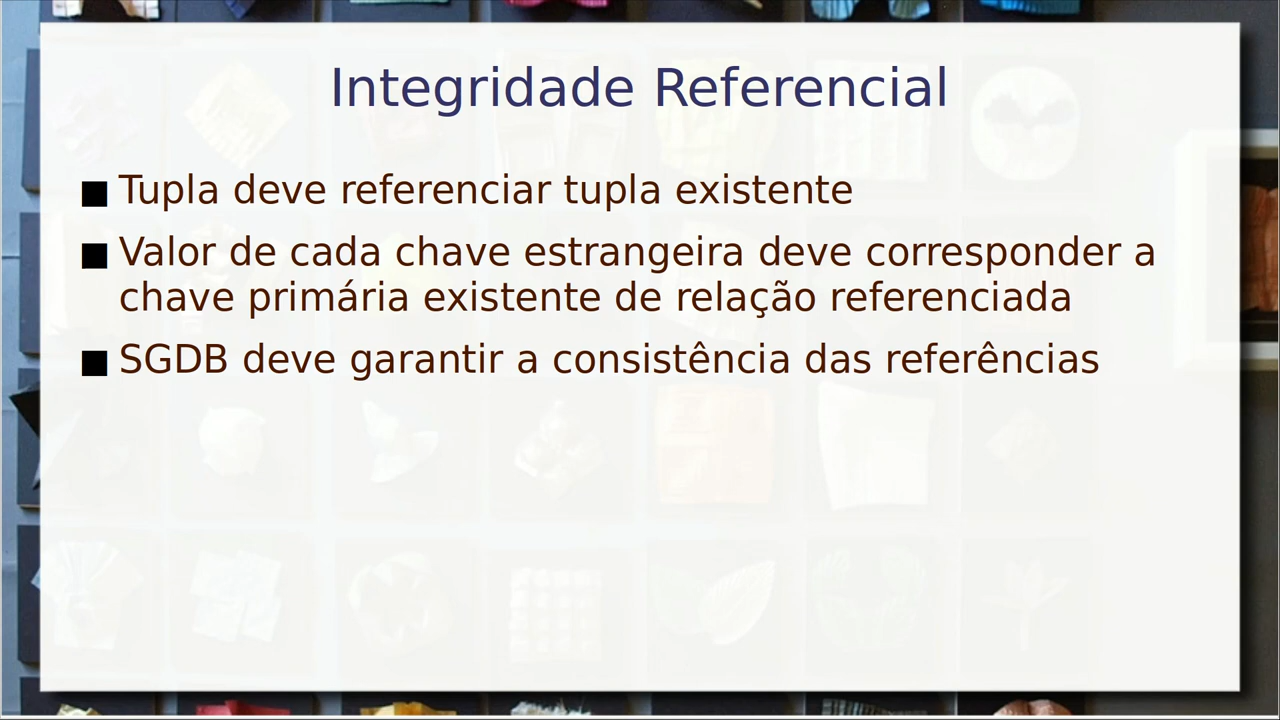 Integridade Referencial
■ Tupla deve referenciar tupla existente
■ Valor de cada chave estrangeira deve corresponder a
chave primária existente de relação referenciada
■ SGDB deve garantir a consistência das referências